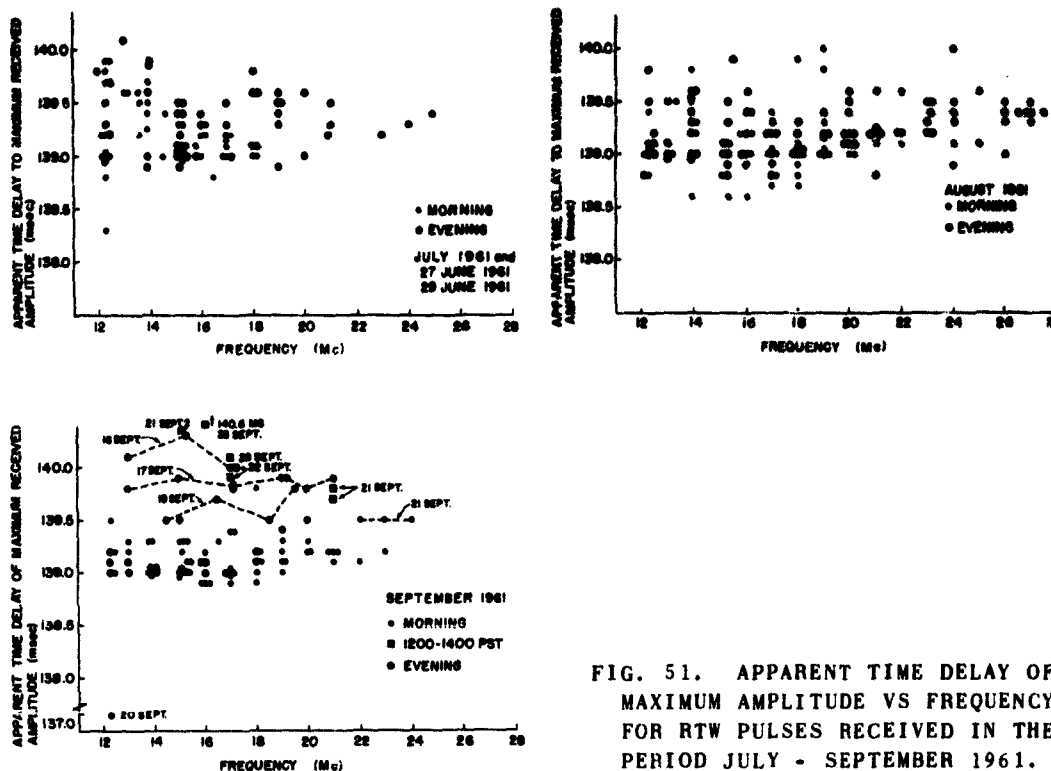 APPARENT TIME DELAY TO MAXIMUM RECEIVED
AMPLITUDE (msec)
140.0
139.5
139.0
138.5
138.0
MORNING
EVENING
JULY 1961 and
27 JUNE 1961
29 JUNE 1961
12 14 16 18 20 22 24 26 28
FREQUENCY (Mc)
APPARENT TIME DELAY TO MAXIMUM RECEIVED
AMPLITUDE (msec)
140.0
139.5
139.0
138.5
138.0
AUGUST 1961
MORNING
EVENING
12 14 16 18 20 22 24 26
FREQUENCY (Mc)
APPARENT TIME DELAY OF MAXIMUM RECEIVED
AMPLITUDE (msec)
140.0
139.5
139.0
138.5
138.0
137.0
21 SEPT.
140.6 MS
SEPT.
SEPT.
17 SEPT.
SEPT.
SEPT.
19 SEPT.
21 SEPT.
21 SEPT.
SEPTEMBER 1961
MORNING
1200-1400 PST
EVENING
20 SEPT.
12 14 16 18 20 22 24 26 28
FREQUENCY (Mc)
FIG. 51. APPARENT TIME DELAY OF
MAXIMUM AMPLITUDE VS FREQUENCY
FOR RTW PULSES RECEIVED IN THE
PERIOD JULY - SEPTEMBER 1961.